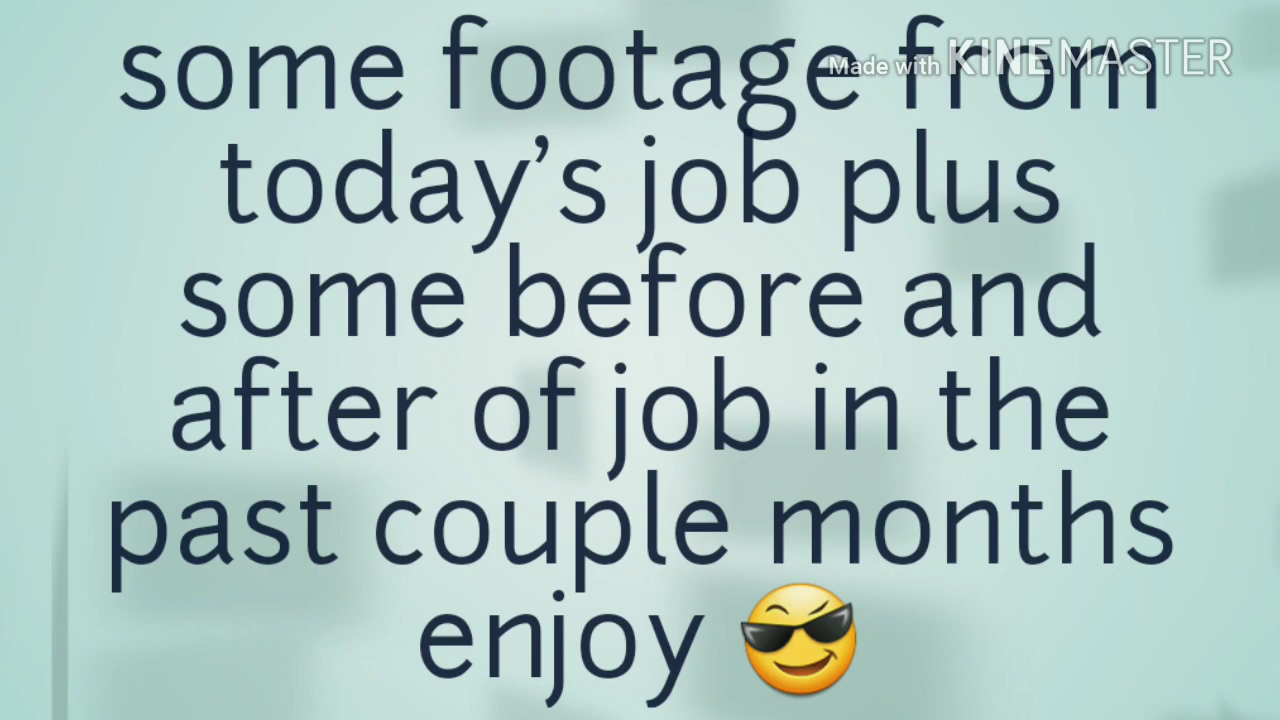 some footage from
Made with KINEMASTER
today’s job plus
some before and
after of job in the
past couple months
enjoy 😎